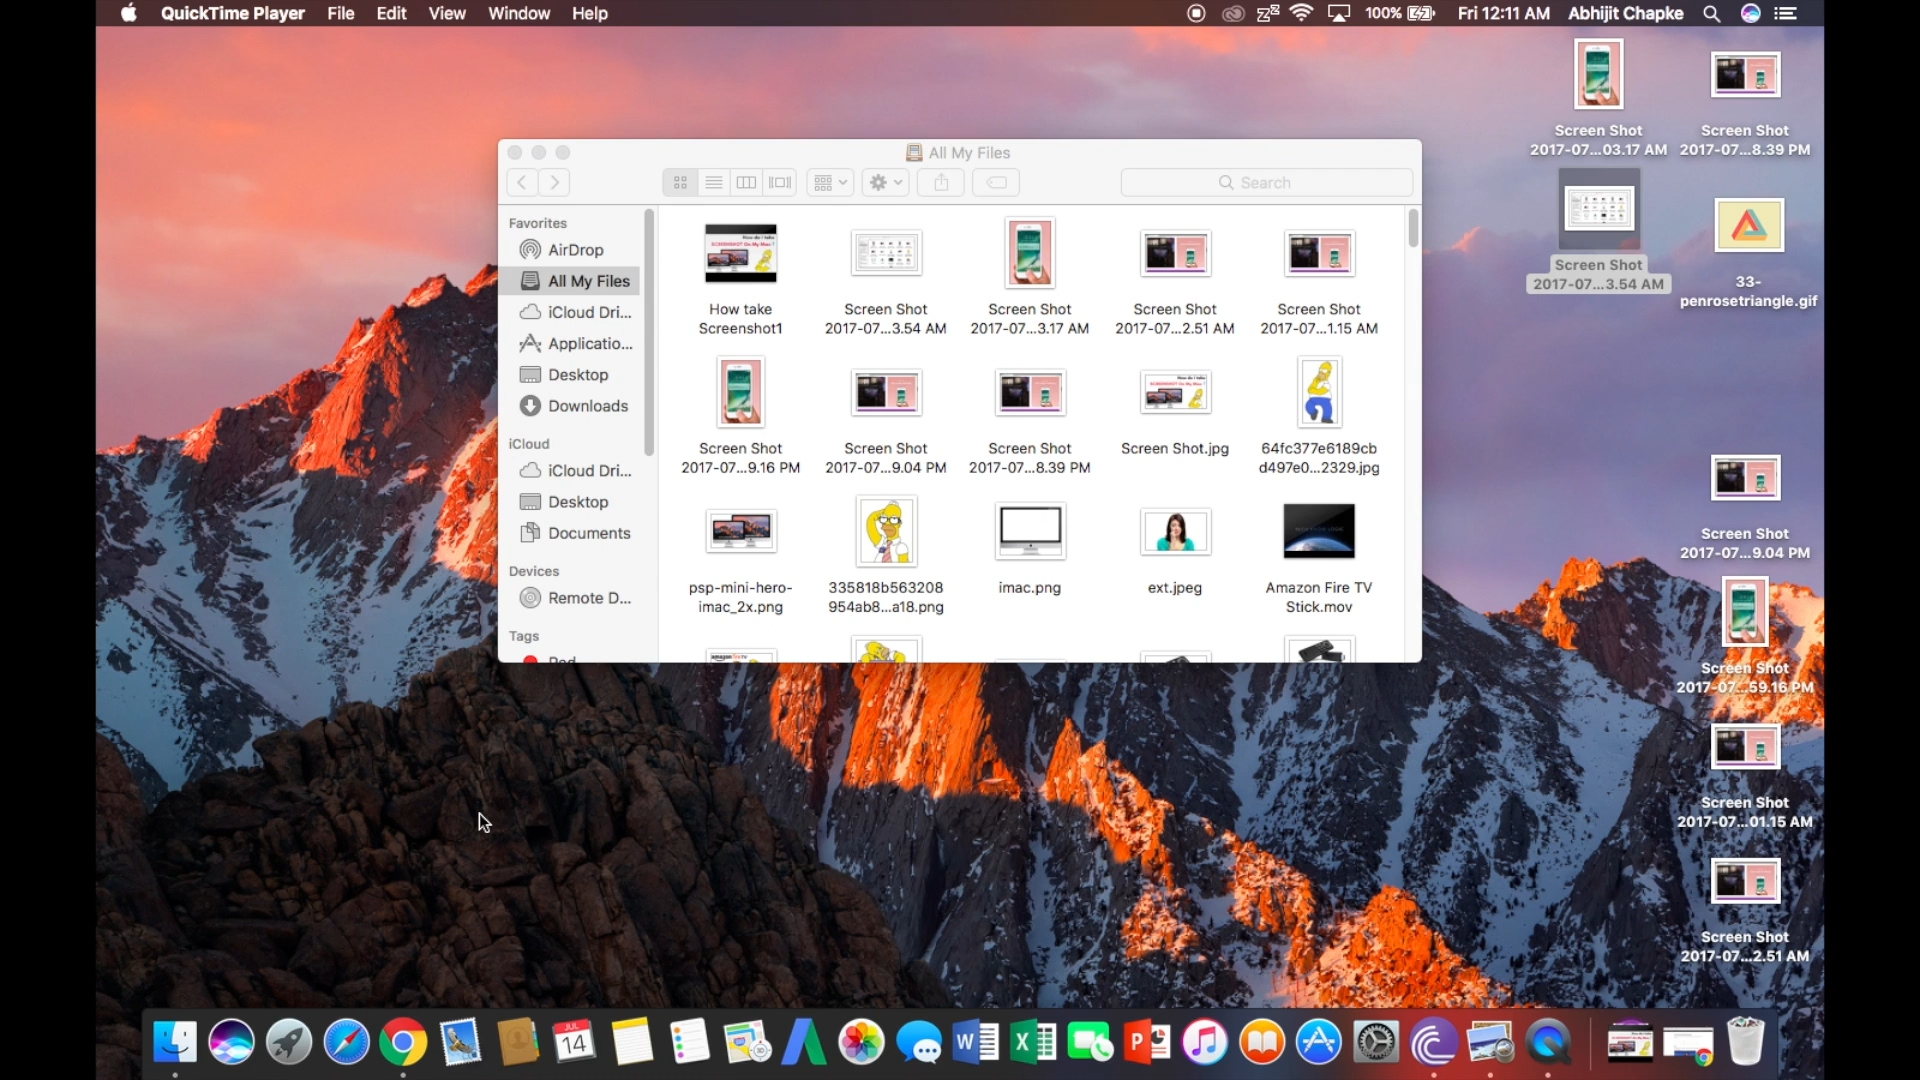 QuickTime Player File Edit View Window Help 100% Fri 12:11 AM Abhijit Chapke
Screen Shot
2017-07...03.17 AM
Screen Shot
2017-07...8.39 PM
Screen Shot
2017-07...3.54 AM
33-
penrosetriangle.gif
Screen Shot
2017-07...9.04 PM
Screen Shot
2017-07...59.16 PM
Screen Shot
2017-07...01.15 AM
Screen Shot
2017-07...2.51 AM
All My Files
Search
Favorites
AirDrop
All My Files
iCloud Dri...
Applicatio...
Desktop
Downloads
iCloud
iCloud Dri...
Desktop
Documents
Devices
Remote D...
Tags
Red
How take
Screenshot1
Screen Shot
2017-07...3.54 AM
Screen Shot
2017-07...3.17 AM
Screen Shot
2017-07...2.51 AM
Screen Shot
2017-07...1.15 AM
Screen Shot
2017-07...9.16 PM
Screen Shot
2017-07...9.04 PM
Screen Shot
2017-07...8.39 PM
Screen Shot.jpg
64fc377e6189cb
d497e0...2329.jpg
psp-mini-hero-
imac_2x.png
335818b563208
954ab8...a18.png
imac.png
ext.jpeg
Amazon Fire TV
Stick.mov
JUL
14